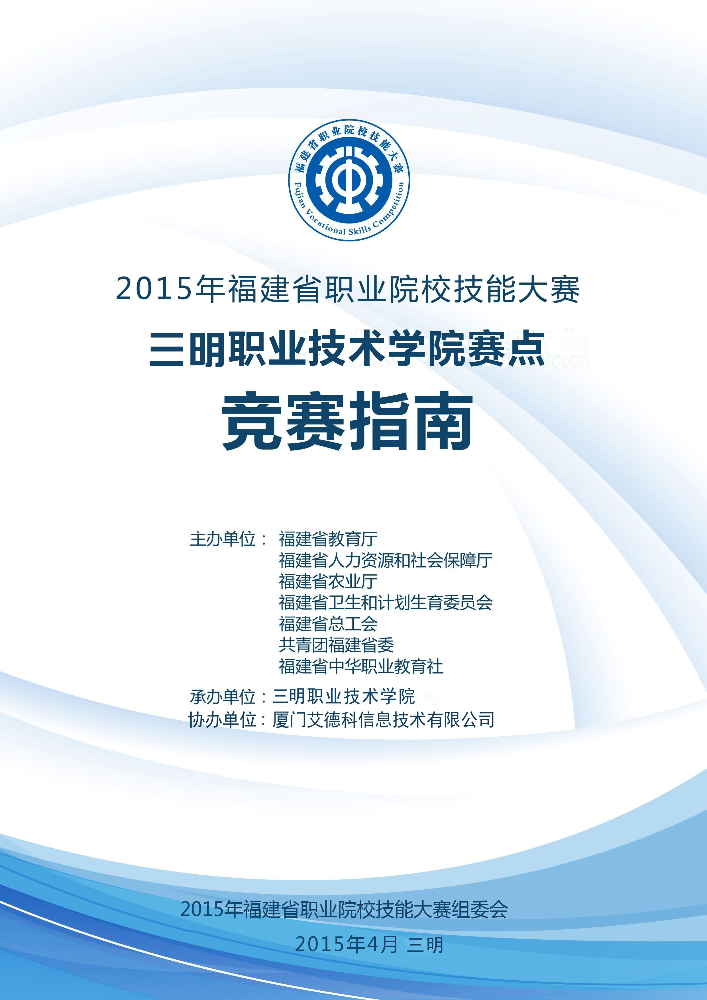 福建省职业院校技能大赛
Fujian Vocational Skills Competition
2015年福建省职业院校技能大赛
三明职业技术学院赛点
竞赛指南
主办单位： 福建省教育厅
福建省人力资源和社会保障厅
福建省农业厅
福建省卫生和计划生育委员会
福建省总工会
共青团福建省委
福建省中华职业教育社
承办单位：三明职业技术学院
协办单位：厦门艾德科信息技术有限公司
2015年福建省职业院校技能大赛组委会
2015年4月 三明